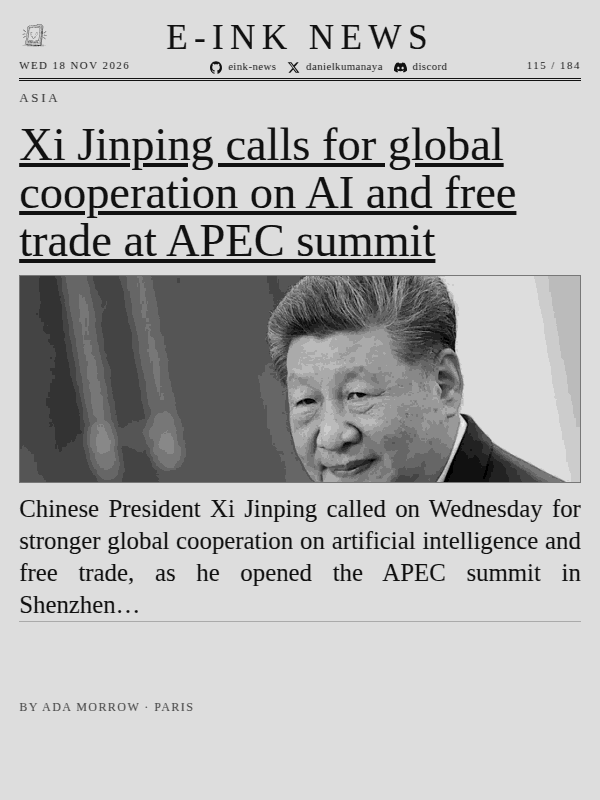 E-INK NEWS
WED 18 NOV 2026
eink-news danielkumanaya discord
115 / 184
ASIA
Xi Jinping calls for global
cooperation on AI and free
trade at APEC summit
Chinese President Xi Jinping called on Wednesday for
stronger global cooperation on artificial intelligence and
free trade, as he opened the APEC summit in
Shenzhen…
BY ADA MORROW · PARIS